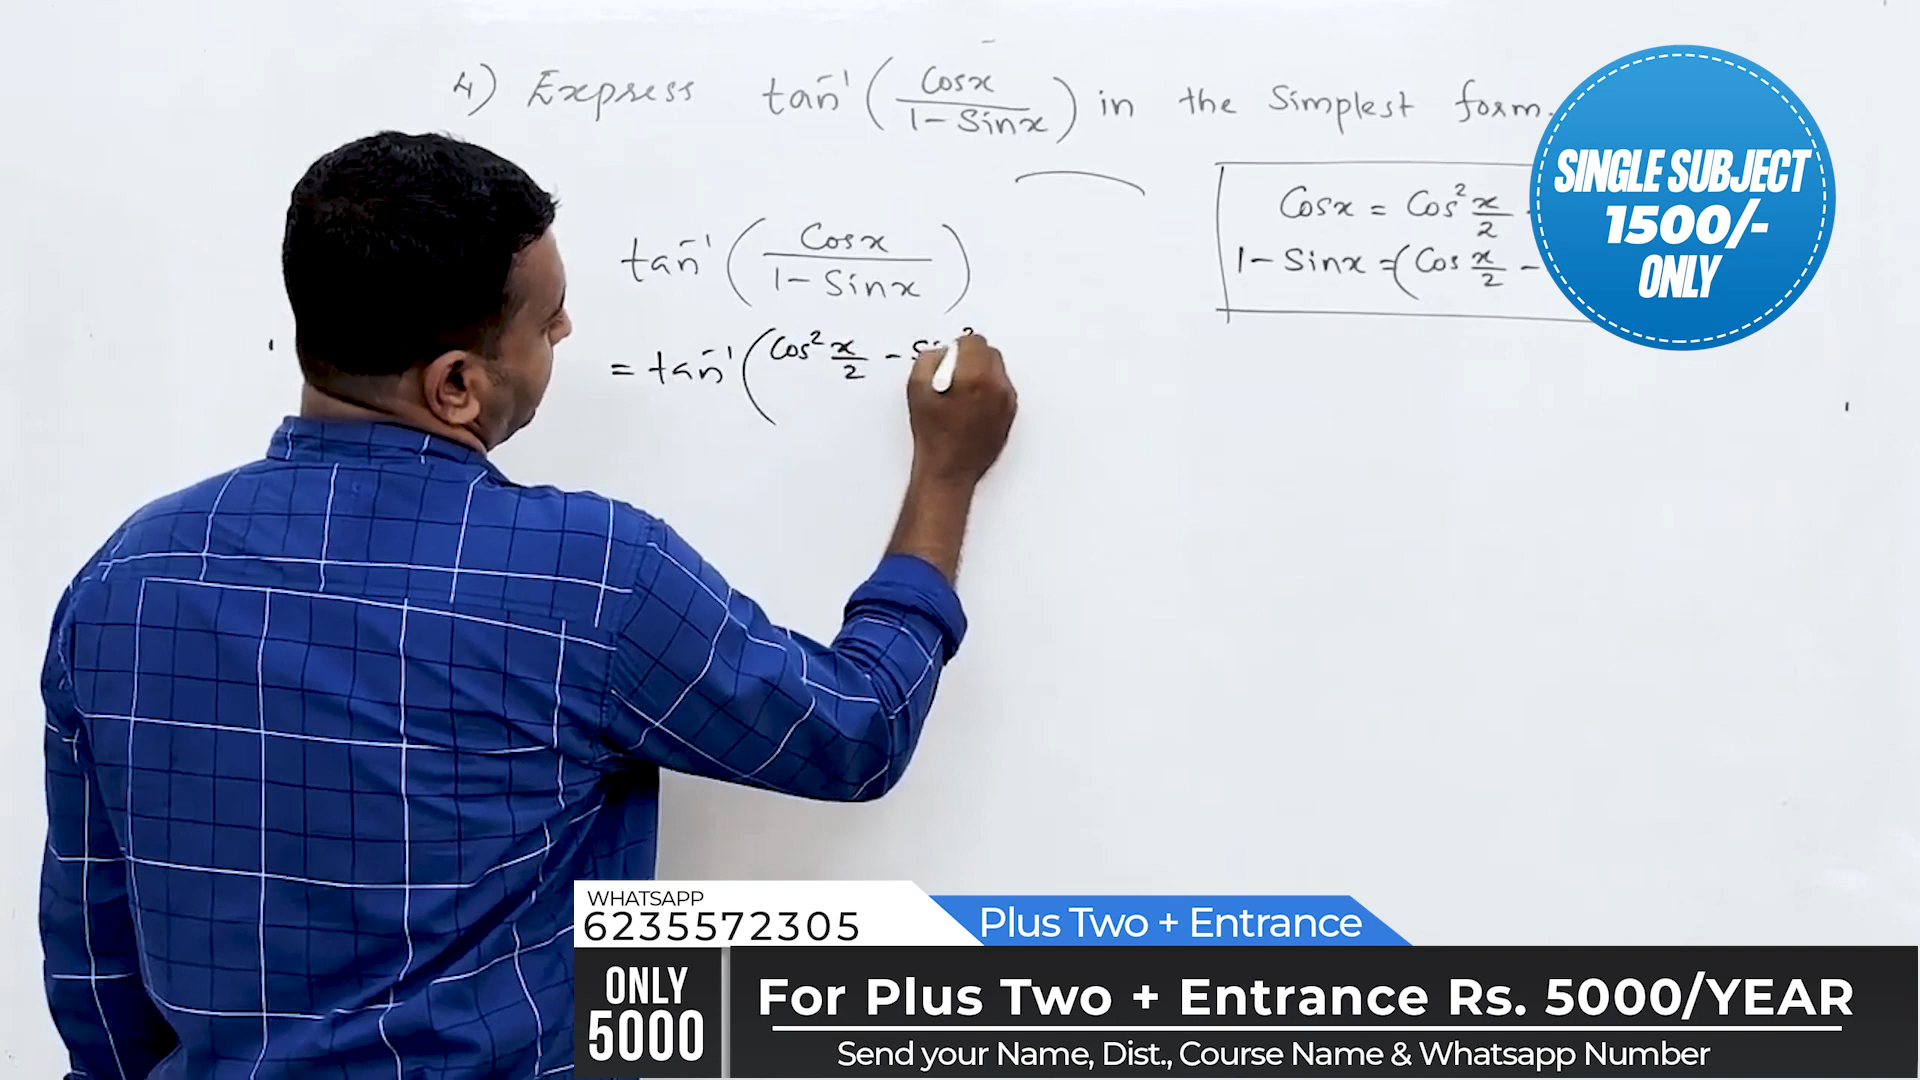 4) Express tan⁻¹ (Cosx / 1 - Sinx) in the Simplest form.
Cosx = Cos² x/2
1 - Sinx = (Cos x/2 -
tan⁻¹ (Cosx / 1 - Sinx)
= tan⁻¹ (Cos² x/2 -
SINGLE SUBJECT
1500/-
ONLY
WHATSAPP
6235572305
Plus Two + Entrance
ONLY
5000
For Plus Two + Entrance Rs. 5000/YEAR
Send your Name, Dist., Course Name & Whatsapp Number